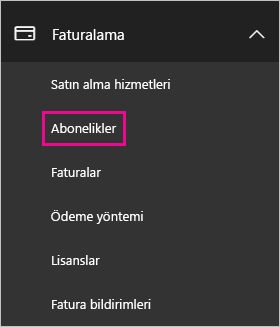 Faturalama
Satın alma hizmetleri
Abonelikler
Faturalar
Ödeme yöntemi
Lisanslar
Fatura bildirimleri